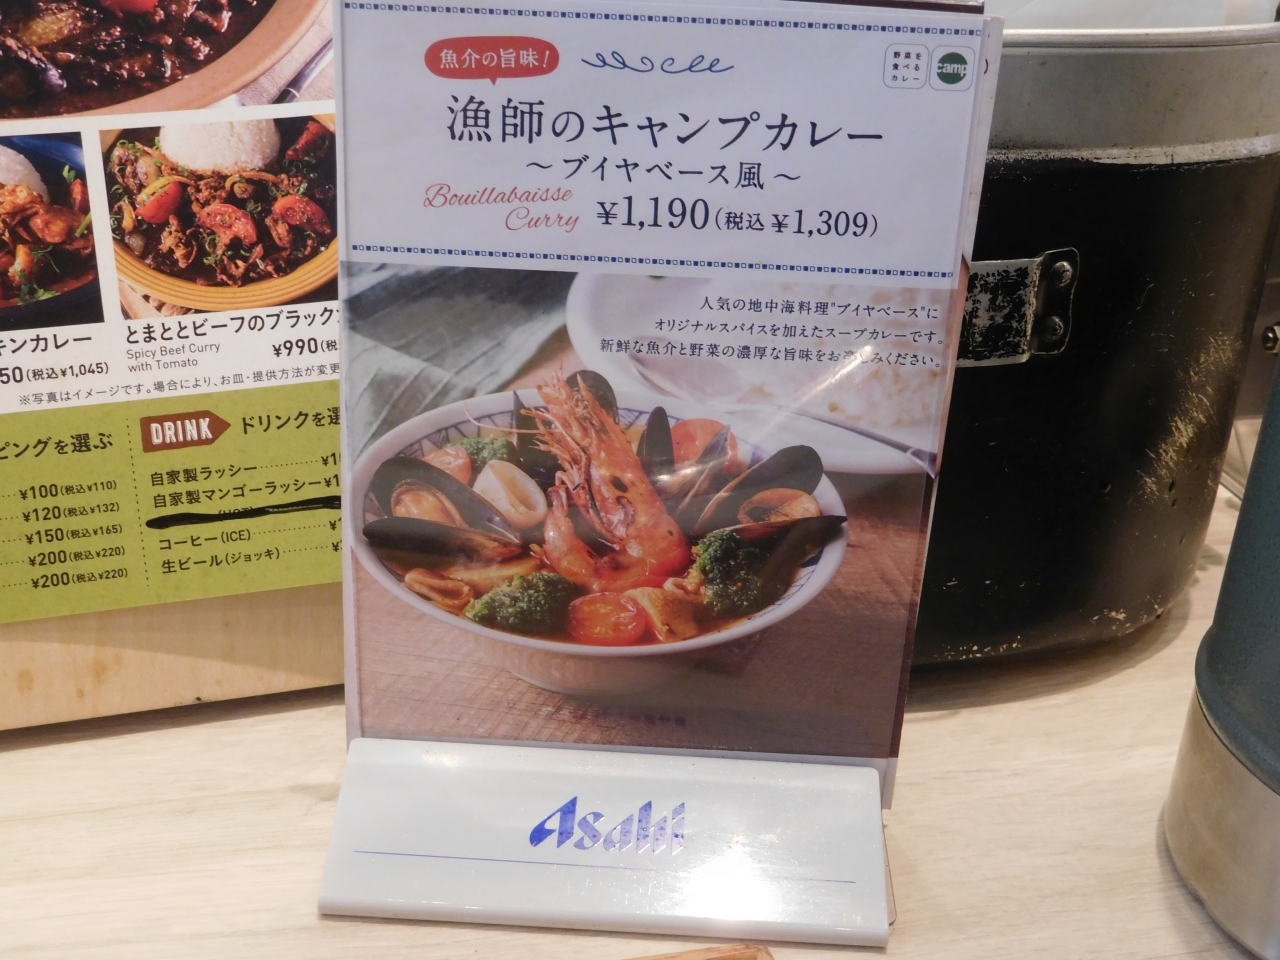 魚介の旨味!
野菜を
食べる
カレー
camp
漁師のキャンプカレー
～ブイヤベース風～
Bouillabaisse
Curry
¥1,190(税込¥1,309)
人気の地中海料理"ブイヤベース"に
オリジナルスパイスを加えたスープカレーです。
新鮮な魚介と野菜の濃厚な旨味をお楽しみください。
Asahi
キンカレー
50(税込¥1,045)
とまととビーフのブラック
Spicy Beef Curry
with Tomato
¥990(税
※写真はイメージです。場合により、お皿・提供方法が変更
ピングを選ぶ
¥100(税込¥110)
¥120(税込¥132)
¥150(税込¥165)
¥200(税込¥220)
¥200(税込¥220)
DRINK
ドリンクを選
自家製ラッシー
自家製マンゴーラッシー
コーヒー(ICE)
生ビール(ジョッキ)